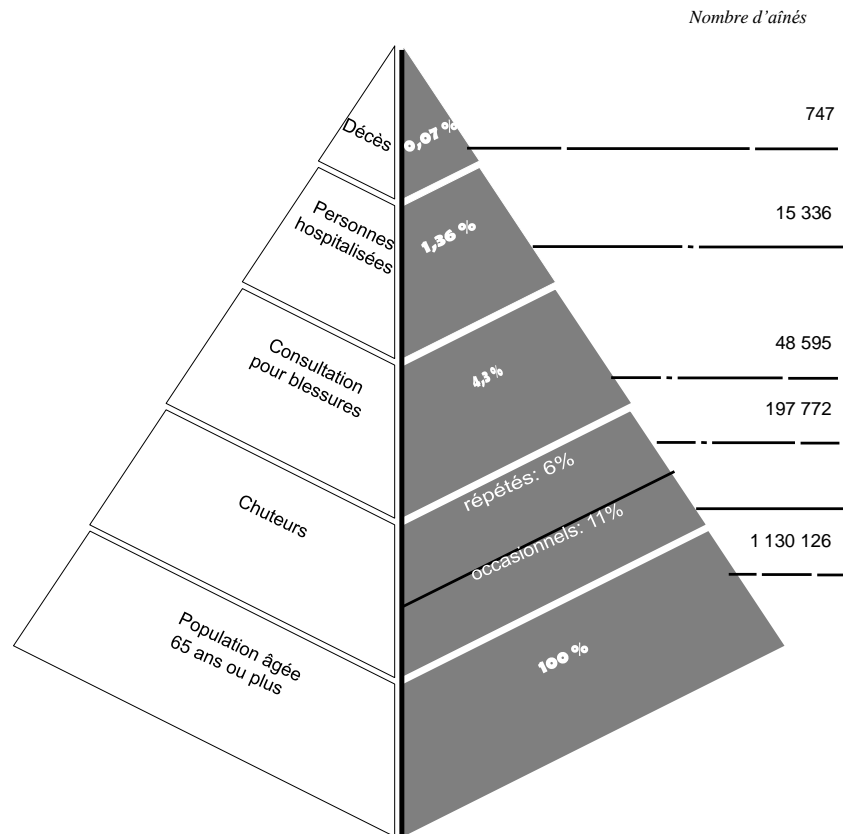 Nombre d'aînés
Décès
0,07 %
747
Personnes
hospitalisées
1,36 %
15 336
Consultation
pour blessures
4,3 %
48 595
Chuteurs
répétés: 6%
occasionnels: 11%
197 772
Population âgée
65 ans ou plus
100 %
1 130 126